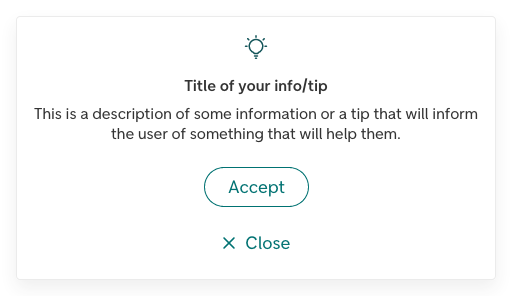 Title of your info/tip
This is a description of some information or a tip that will inform
the user of something that will help them.
Accept
Close